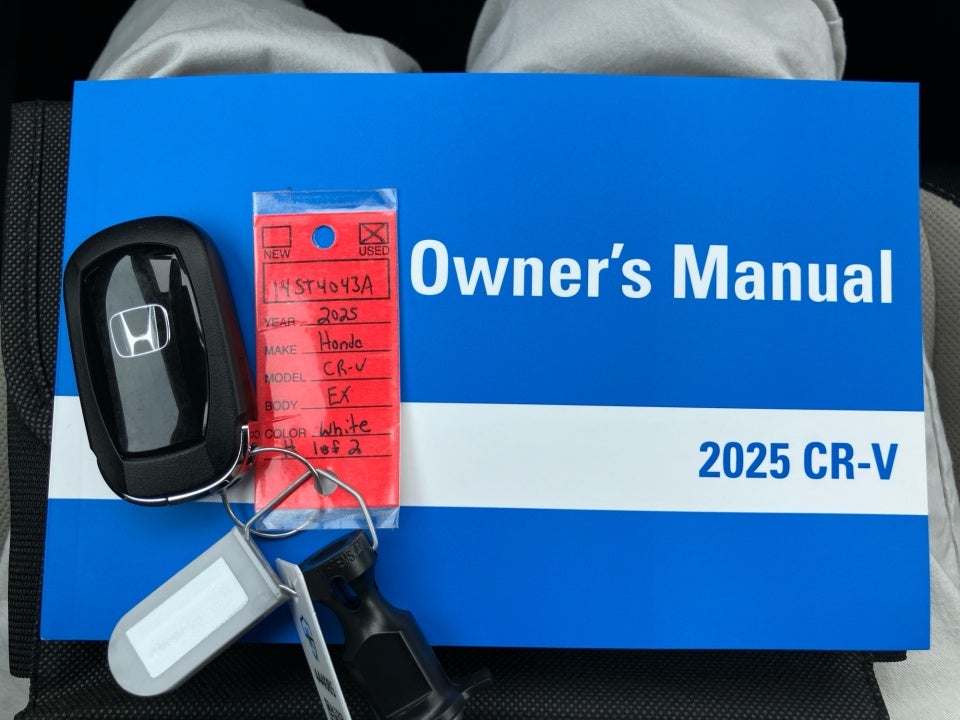 Owner's Manual
2025 CR-V
NEW USED
14ST4043A
YEAR 2025
MAKE Honda
MODEL CR-V
BODY EX
COLOR White
1 of 2